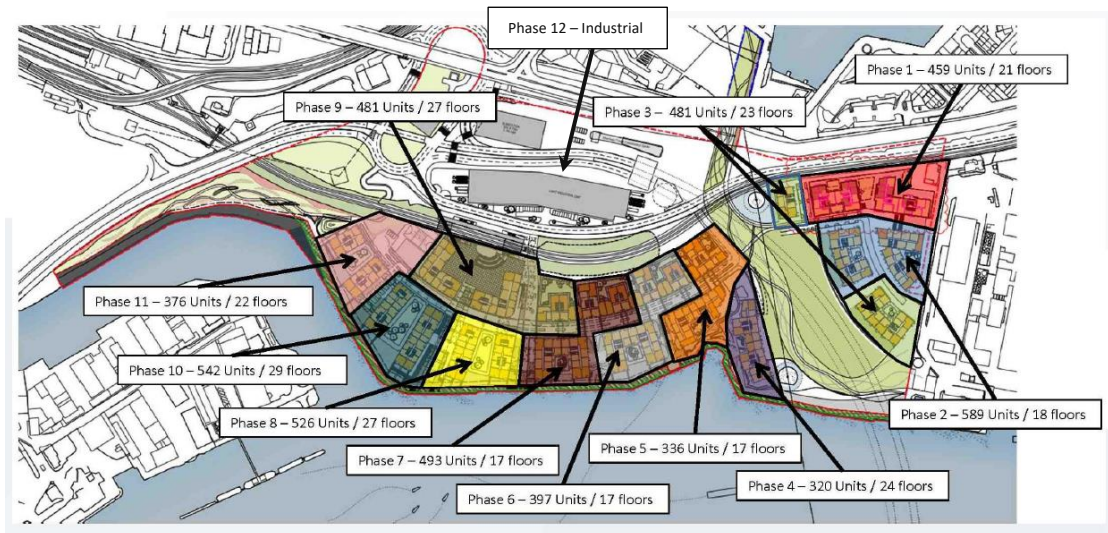 Phase 12 – Industrial
Phase 1 – 459 Units / 21 floors
Phase 9 – 481 Units / 27 floors
Phase 3 – 481 Units / 23 floors
Phase 11 – 376 Units / 22 floors
Phase 10 – 542 Units / 29 floors
Phase 2 – 589 Units / 18 floors
Phase 8 – 526 Units / 27 floors
Phase 5 – 336 Units / 17 floors
Phase 7 – 493 Units / 17 floors
Phase 4 – 320 Units / 24 floors
Phase 6 – 397 Units / 17 floors